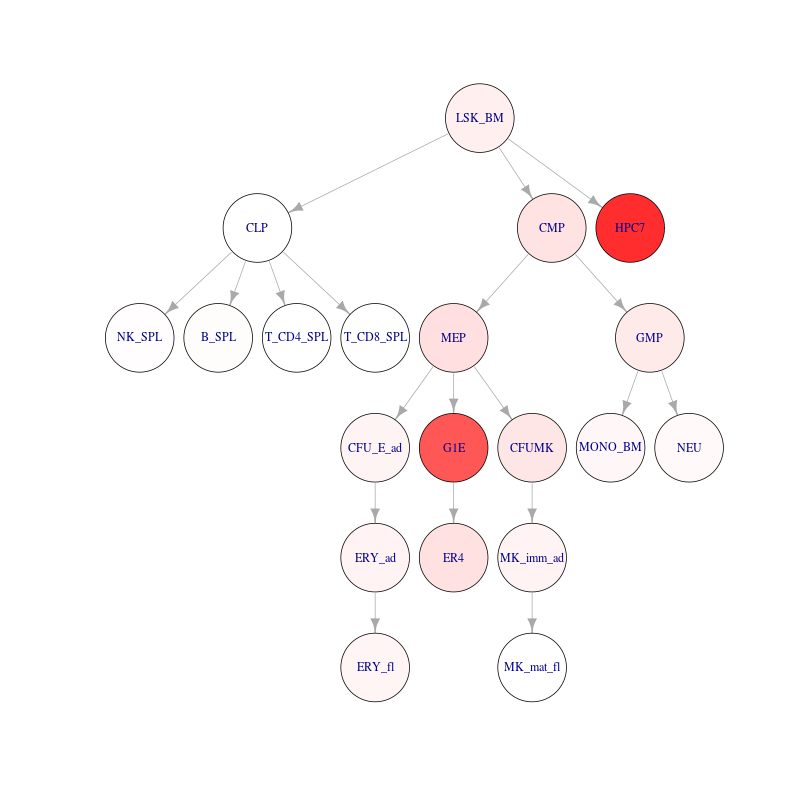 LSK_BM
CLP
CMP
HPC7
NK_SPL
B_SPL
T_CD4_SPL
T_CD8_SPL
MEP
GMP
CFU_E_ad
G1E
CFUMK
MONO_BM
NEU
ERY_ad
ER4
MK_imm_ad
ERY_fl
MK_mat_fl